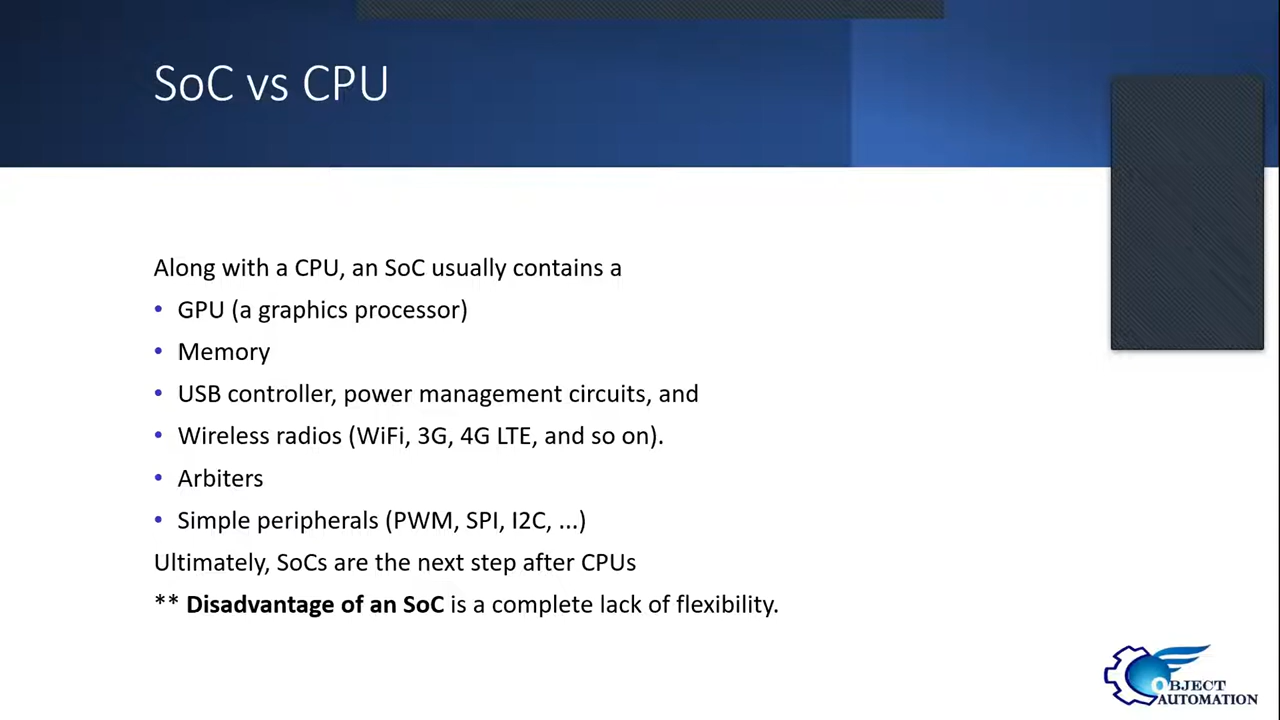 SoC vs CPU
Along with a CPU, an SoC usually contains a
• GPU (a graphics processor)
• Memory
• USB controller, power management circuits, and
• Wireless radios (WiFi, 3G, 4G LTE, and so on).
• Arbiters
• Simple peripherals (PWM, SPI, I2C, ...)
Ultimately, SoCs are the next step after CPUs
** Disadvantage of an SoC is a complete lack of flexibility.
OBJECT
AUTOMATION